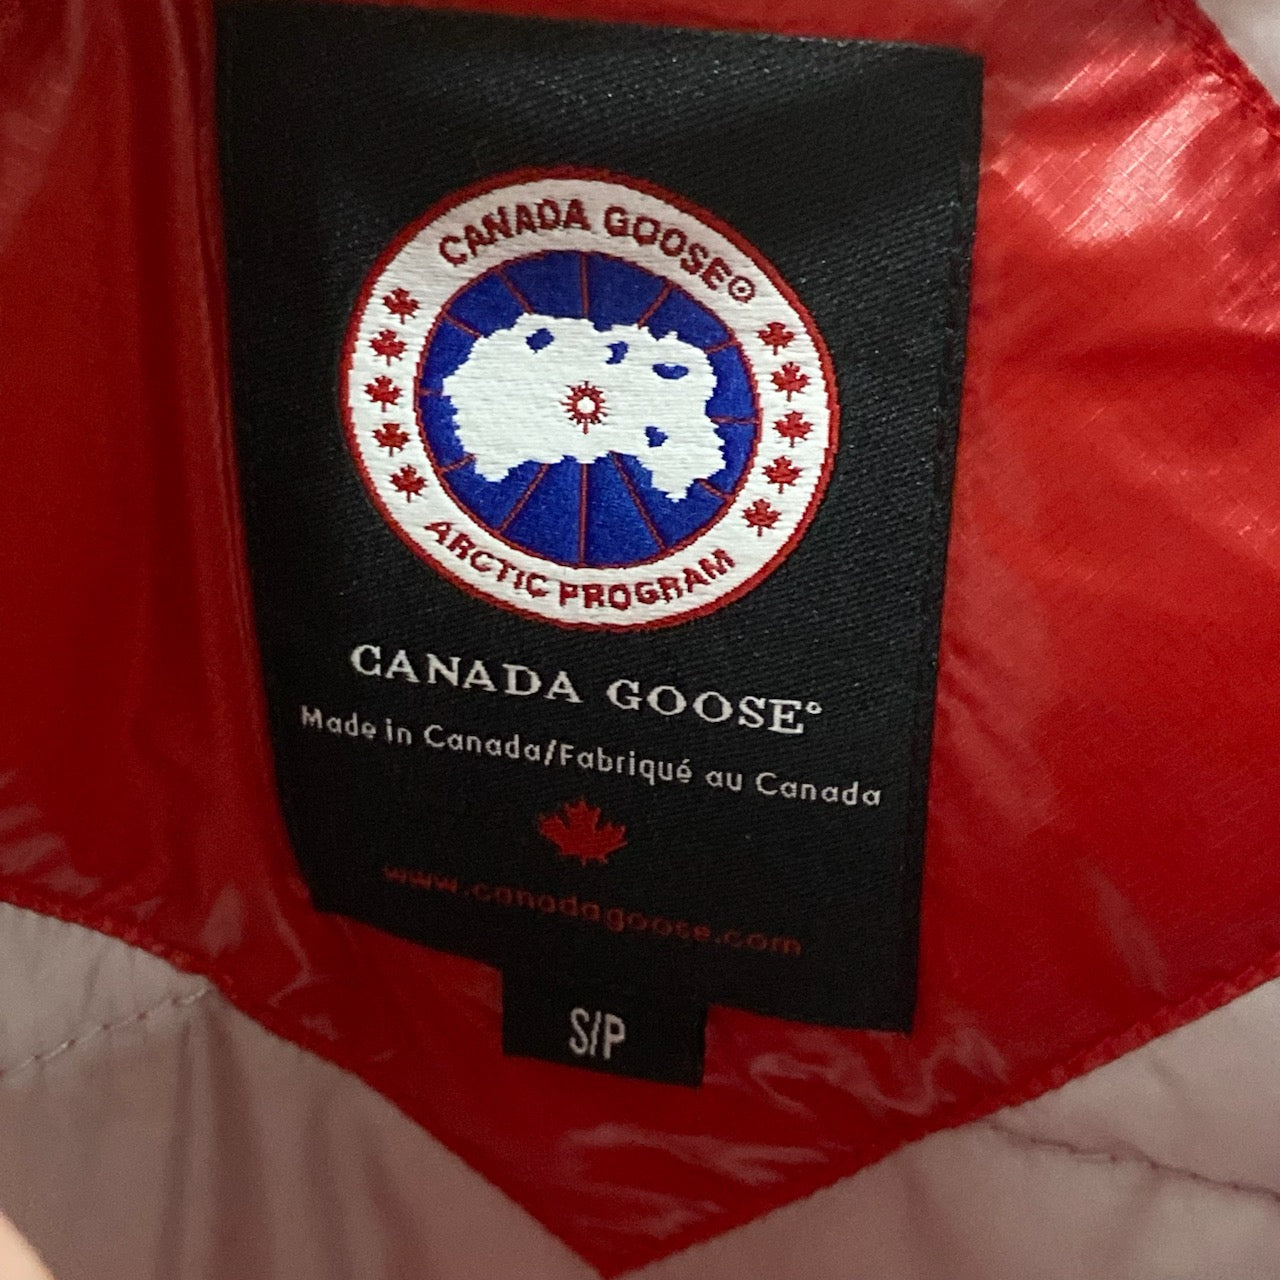 CANADA GOOSE®
ARCTIC PROGRAM
CANADA GOOSE®
Made in Canada/Fabriqué au Canada
www.canadagoose.com
S/P